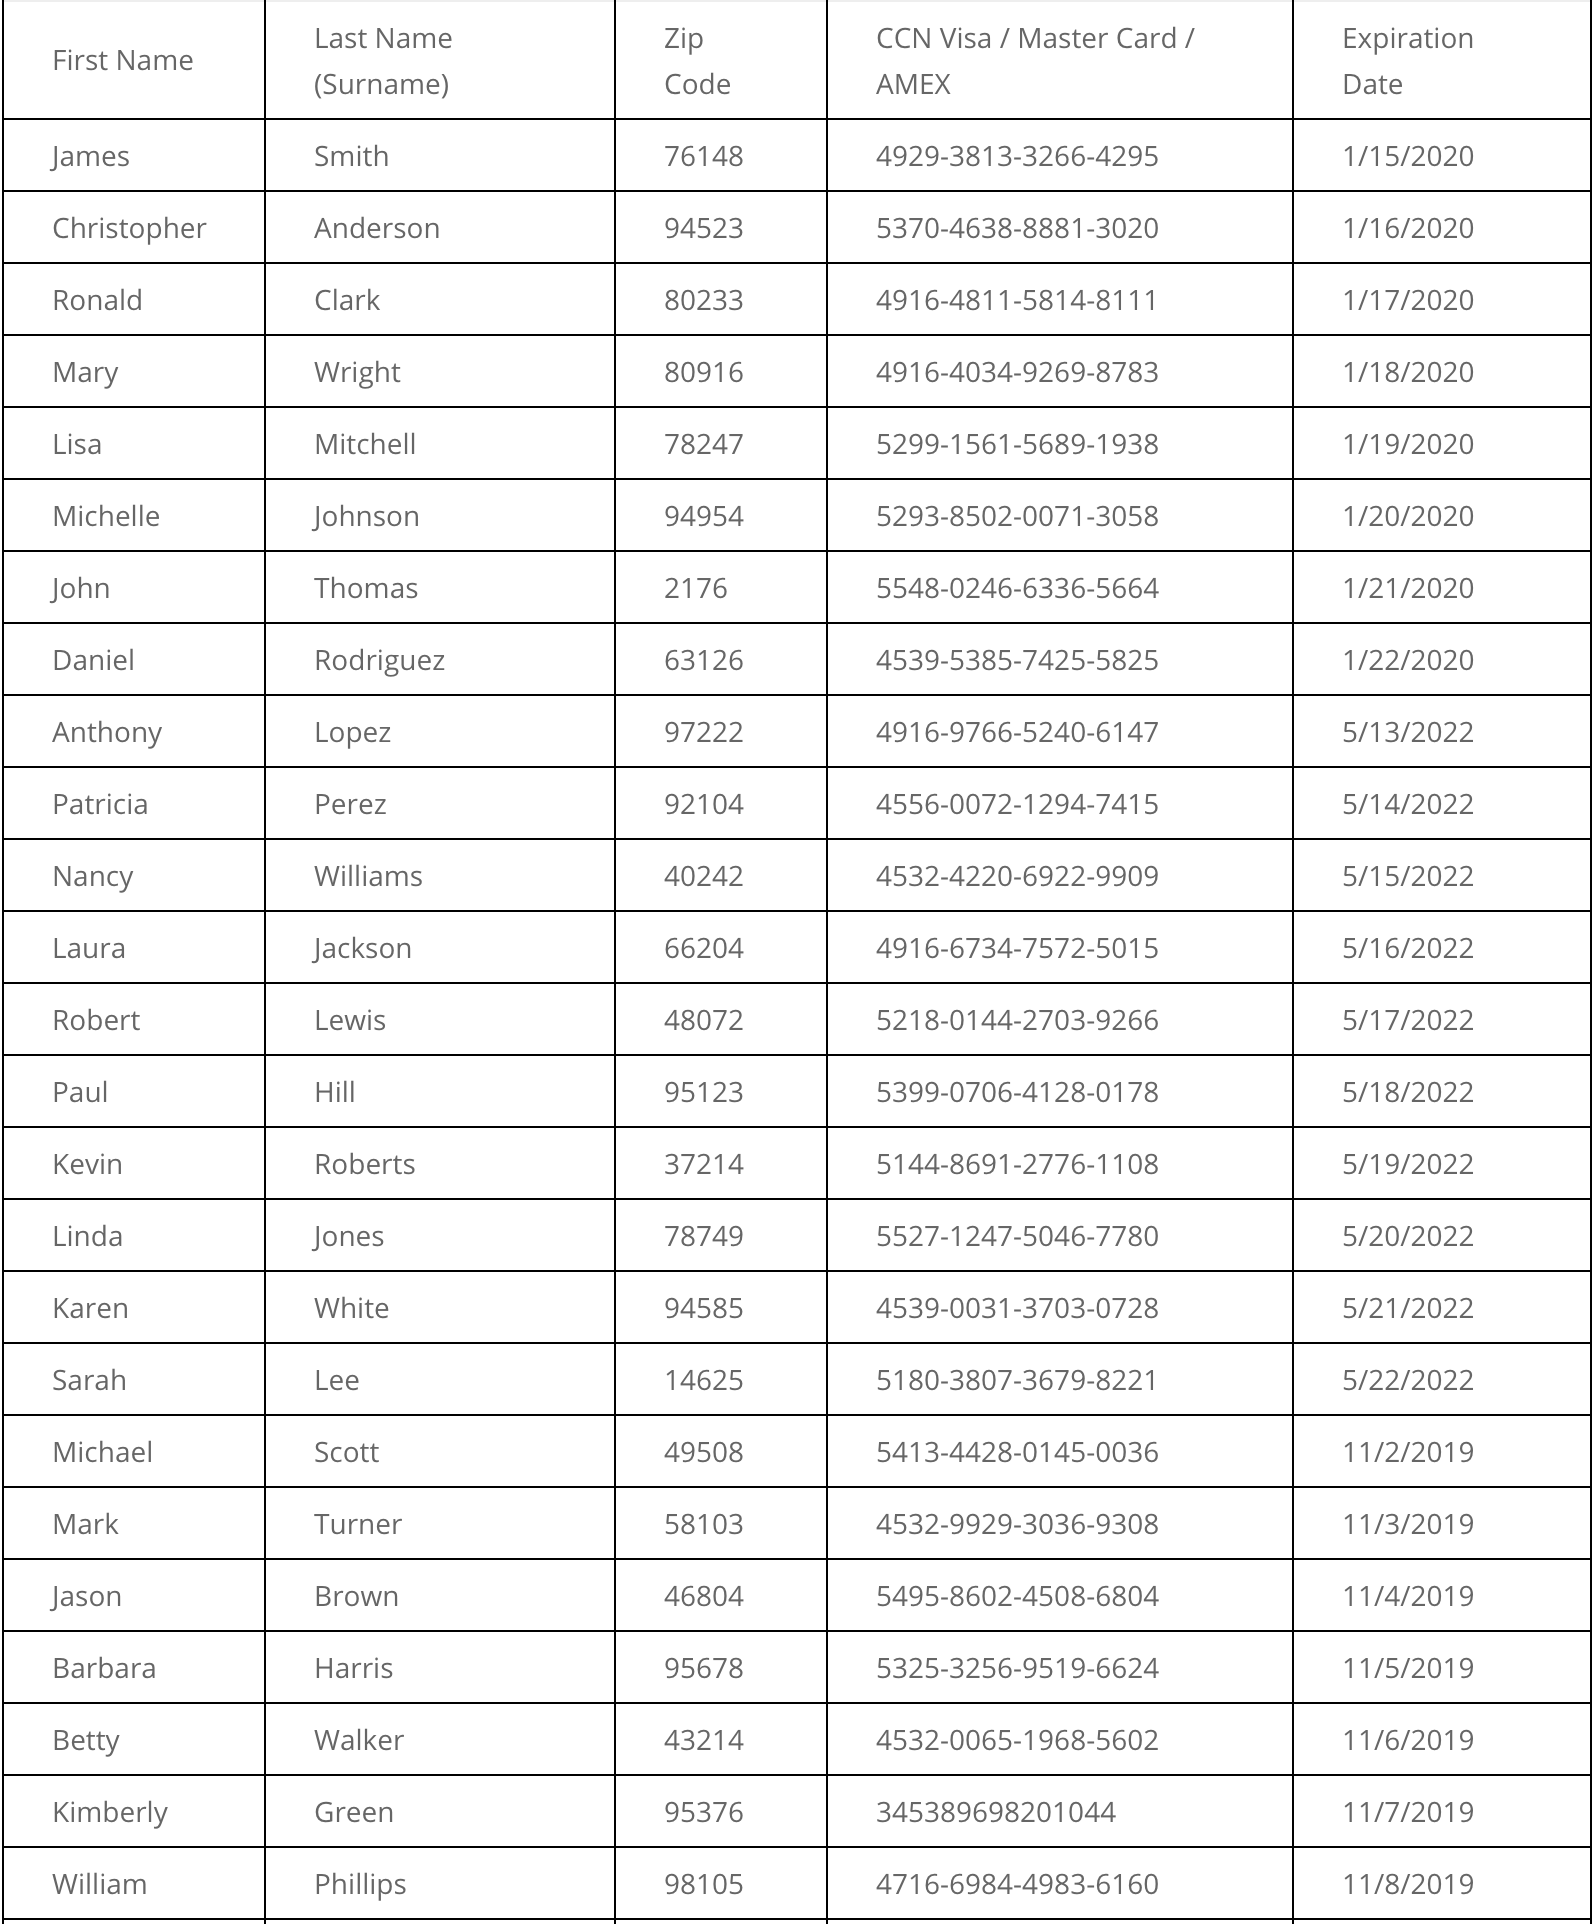 First Name Last Name (Surname) Zip Code CCN Visa / Master Card / AMEX Expiration Date
James Smith 76148 4929-3813-3266-4295 1/15/2020
Christopher Anderson 94523 5370-4638-8881-3020 1/16/2020
Ronald Clark 80233 4916-4811-5814-8111 1/17/2020
Mary Wright 80916 4916-4034-9269-8783 1/18/2020
Lisa Mitchell 78247 5299-1561-5689-1938 1/19/2020
Michelle Johnson 94954 5293-8502-0071-3058 1/20/2020
John Thomas 2176 5548-0246-6336-5664 1/21/2020
Daniel Rodriguez 63126 4539-5385-7425-5825 1/22/2020
Anthony Lopez 97222 4916-9766-5240-6147 5/13/2022
Patricia Perez 92104 4556-0072-1294-7415 5/14/2022
Nancy Williams 40242 4532-4220-6922-9909 5/15/2022
Laura Jackson 66204 4916-6734-7572-5015 5/16/2022
Robert Lewis 48072 5218-0144-2703-9266 5/17/2022
Paul Hill 95123 5399-0706-4128-0178 5/18/2022
Kevin Roberts 37214 5144-8691-2776-1108 5/19/2022
Linda Jones 78749 5527-1247-5046-7780 5/20/2022
Karen White 94585 4539-0031-3703-0728 5/21/2022
Sarah Lee 14625 5180-3807-3679-8221 5/22/2022
Michael Scott 49508 5413-4428-0145-0036 11/2/2019
Mark Turner 58103 4532-9929-3036-9308 11/3/2019
Jason Brown 46804 5495-8602-4508-6804 11/4/2019
Barbara Harris 95678 5325-3256-9519-6624 11/5/2019
Betty Walker 43214 4532-0065-1968-5602 11/6/2019
Kimberly Green 95376 345389698201044 11/7/2019
William Phillips 98105 4716-6984-4983-6160 11/8/2019